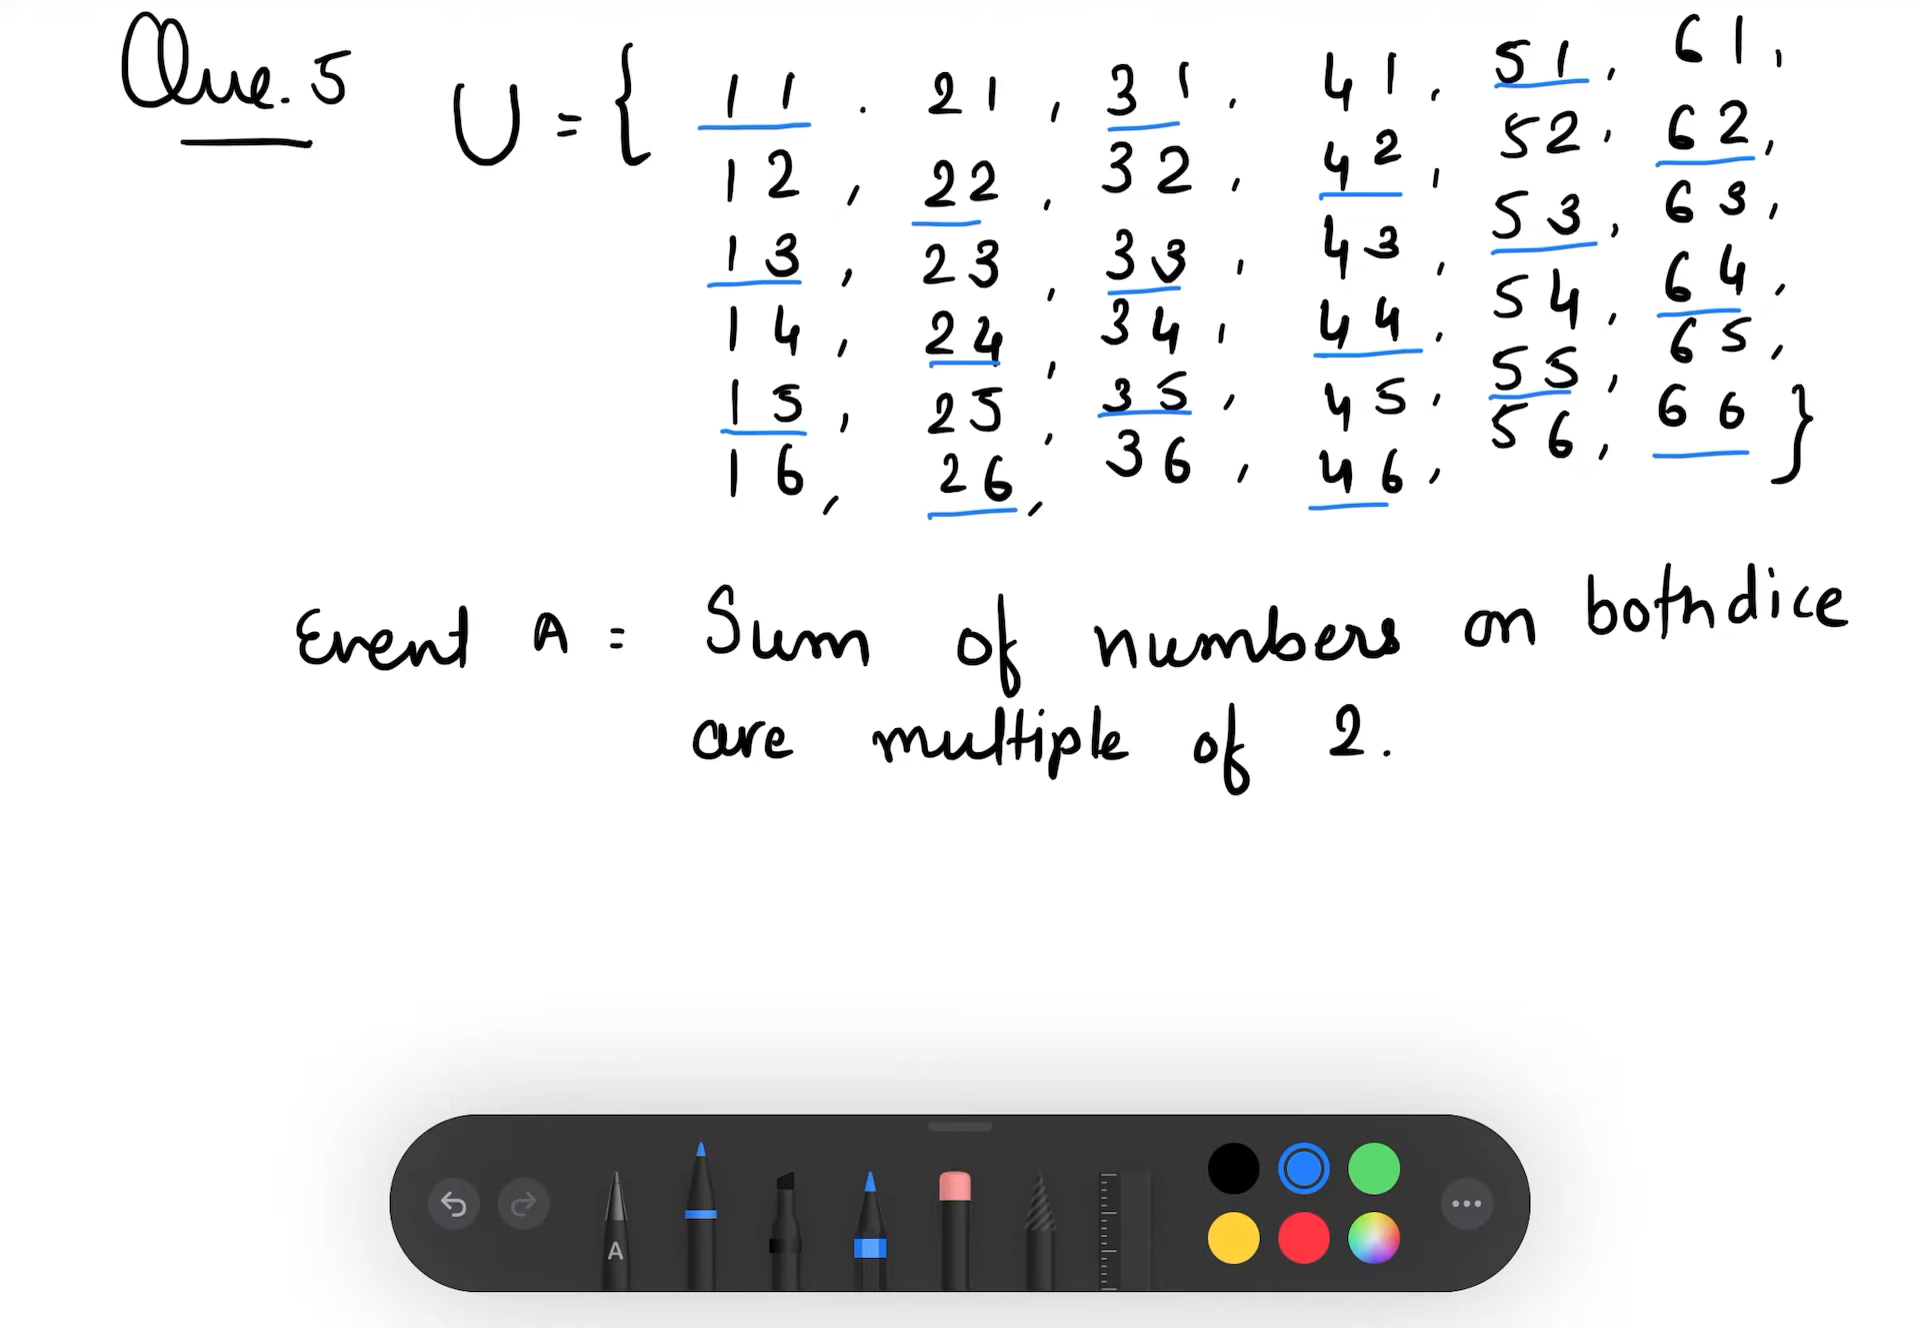 Que. 5 U = { 11 . 21 , 31 , 41 , 51 , 61 ,
12 , 22 , 32 , 42 , 52 , 62 ,
13 , 23 , 33 , 43 , 53 , 63 ,
14 , 24 , 34 , 44 , 54 , 64 ,
15 , 25 , 35 , 45 , 55 , 65 ,
16 , 26 , 36 , 46 , 56 , 66 }
Event A = Sum of numbers on both dice
are multiple of 2.
A